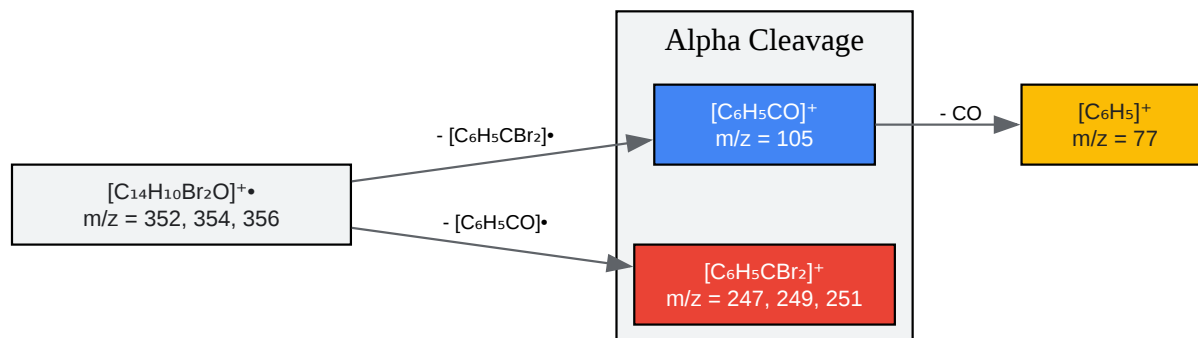 Alpha Cleavage
[C₆H₅CO]⁺
m/z = 105
- CO
[C₆H₅]⁺
m/z = 77
- [C₆H₅CBr₂]•
[C₁₄H₁₀Br₂O]⁺•
m/z = 352, 354, 356
- [C₆H₅CO]•
[C₆H₅CBr₂]⁺
m/z = 247, 249, 251